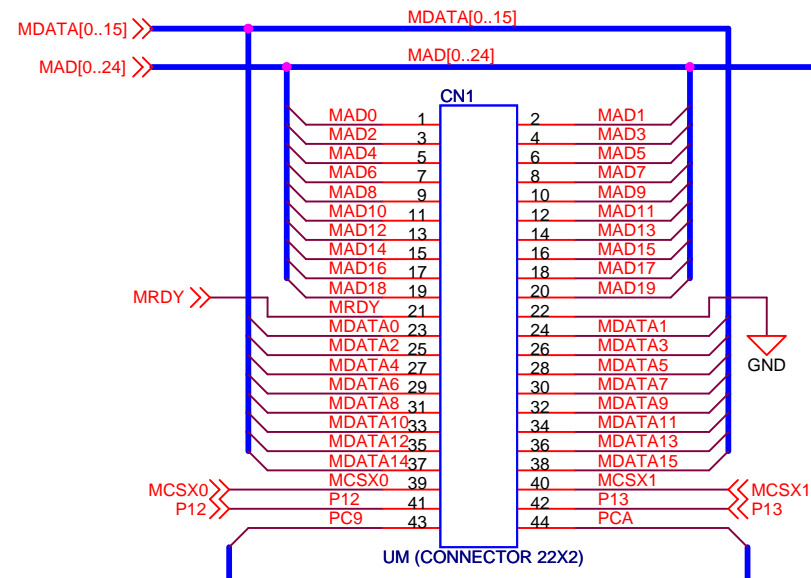 MDATA[0..15] MDATA[0..15]
MAD[0..24] MAD[0..24]
CN1
MAD0 1 2 MAD1
MAD2 3 4 MAD3
MAD4 5 6 MAD5
MAD6 7 8 MAD7
MAD8 9 10 MAD9
MAD10 11 12 MAD11
MAD12 13 14 MAD13
MAD14 15 16 MAD15
MAD16 17 18 MAD17
MAD18 19 20 MAD19
MRDY MRDY 21 22
MDATA0 23 24 MDATA1
MDATA2 25 26 MDATA3
MDATA4 27 28 MDATA5
GND
MDATA6 29 30 MDATA7
MDATA8 31 32 MDATA9
MDATA10 33 34 MDATA11
MDATA12 35 36 MDATA13
MDATA14 37 38 MDATA15
MCSX0 MCSX0 39 40 MCSX1 MCSX1
P12 P12 41 42 P13 P13
PC9 43 44 PCA
UM (CONNECTOR 22X2)